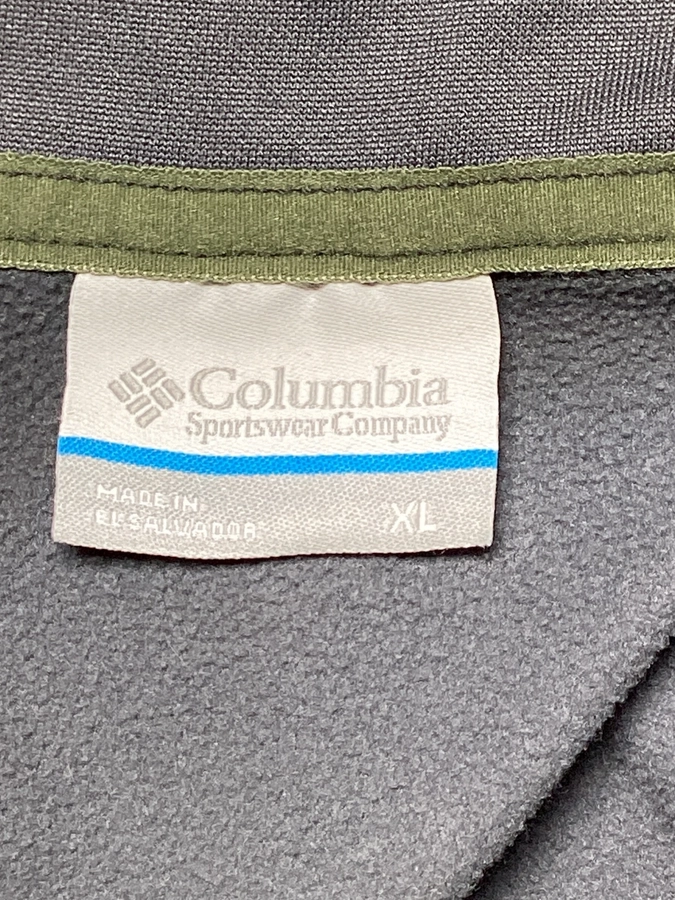 Columbia
Sportswear Company
MADE IN
EL SALVADOR
XL